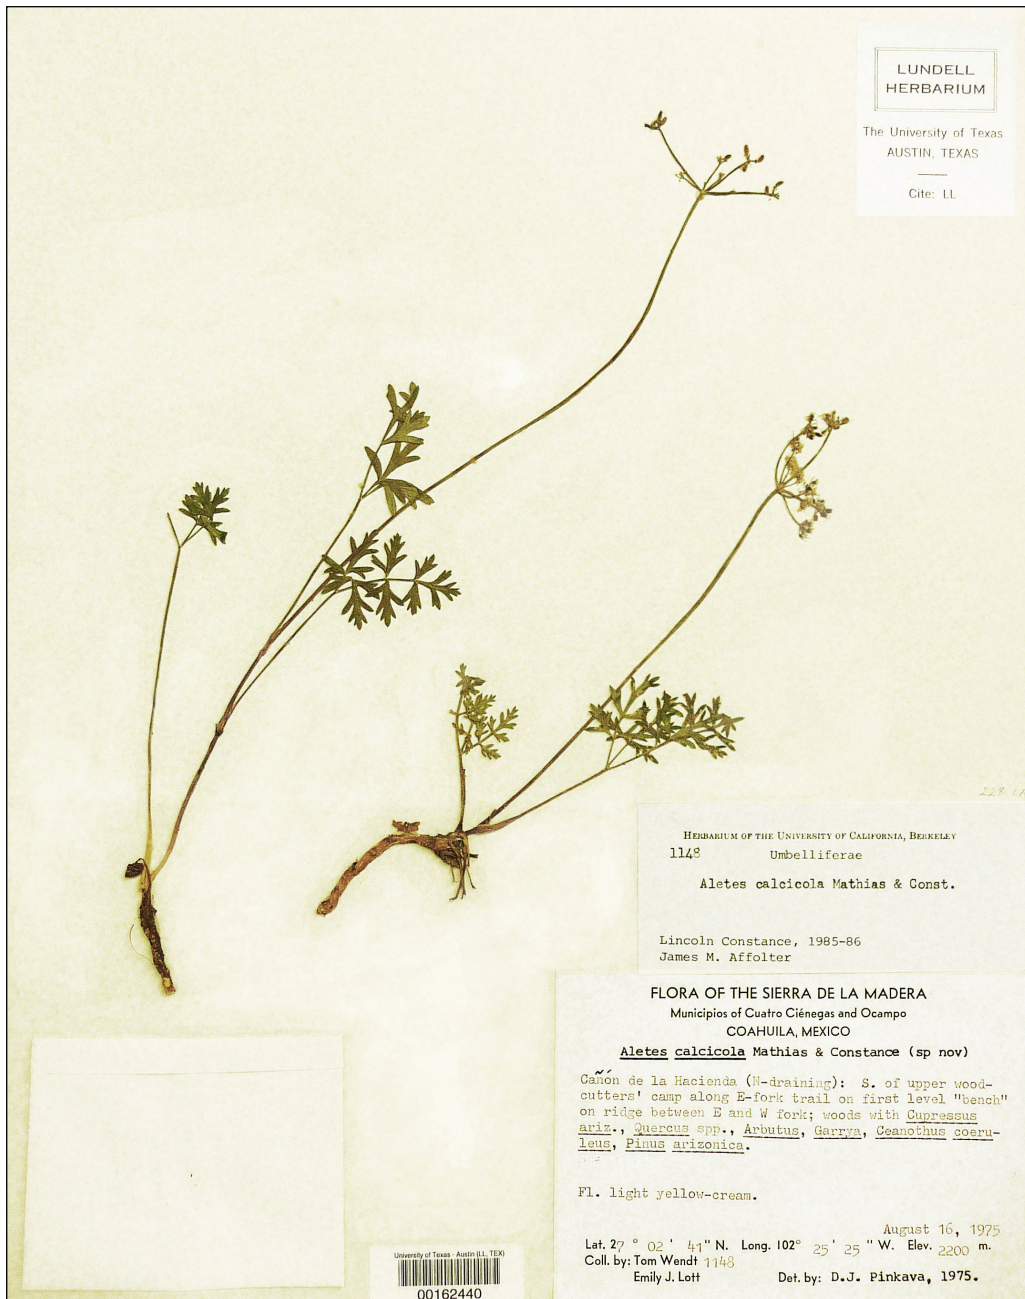 LUNDELL
HERBARIUM
The University of Texas
AUSTIN, TEXAS
Cite: LL
HERBARIUM OF THE UNIVERSITY OF CALIFORNIA, BERKELEY
1148 Umbelliferae
Aletes calcicola Mathias & Const.
Lincoln Constance, 1985-86
James M. Affolter
FLORA OF THE SIERRA DE LA MADERA
Municipios of Cuatro Ciénegas and Ocampo
COAHUILA, MEXICO
Aletes calcicola Mathias & Constance (sp nov)
Cañón de la Hacienda (N-draining): S. of upper wood-
cutters' camp along E-fork trail on first level "bench"
on ridge between E and W fork; woods with Cupressus
ariz., Quercus spp., Arbutus, Garrya, Ceanothus coeru-
leus, Pinus arizonica.
Fl. light yellow-cream.
August 16, 1975
Lat. 27 ° 02 ' 41" N. Long. 102° 25 ' 25 " W. Elev. 2200 m.
Coll. by: Tom Wendt 1148
Emily J. Lott Det. by: D.J. Pinkava, 1975.
University of Texas - Austin (LL, TEX)
00162440